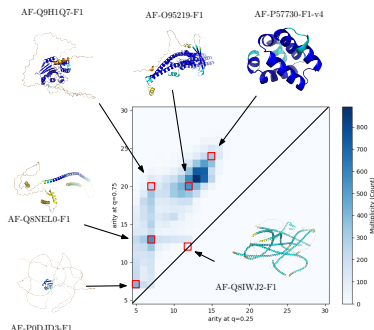 AF-Q9H1Q7-F1
AF-O95219-F1
AF-P57730-F1-v4
AF-Q8NEL0-F1
AF-P0DJD3-F1
AF-Q8IWJ2-F1
30
25
20
15
10
5
arity at q=0.75
5
10
15
20
25
30
arity at q=0.25
800
700
600
500
400
300
200
100
0
Multiplicity (Count)